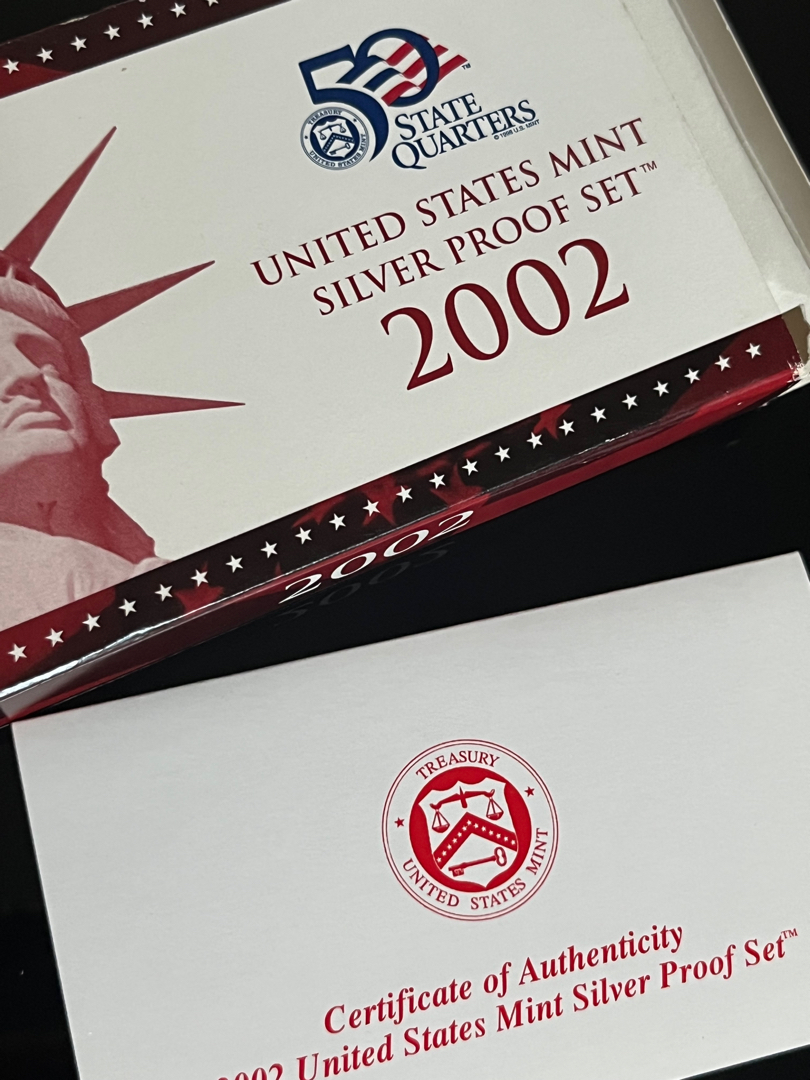 50
STATE
QUARTERS
™
© 1998 U.S. MINT
TREASURY
UNITED STATES MINT
UNITED STATES MINT
SILVER PROOF SET™
2002
2002
TREASURY
UNITED STATES MINT
Certificate of Authenticity
2002 United States Mint Silver Proof Set™